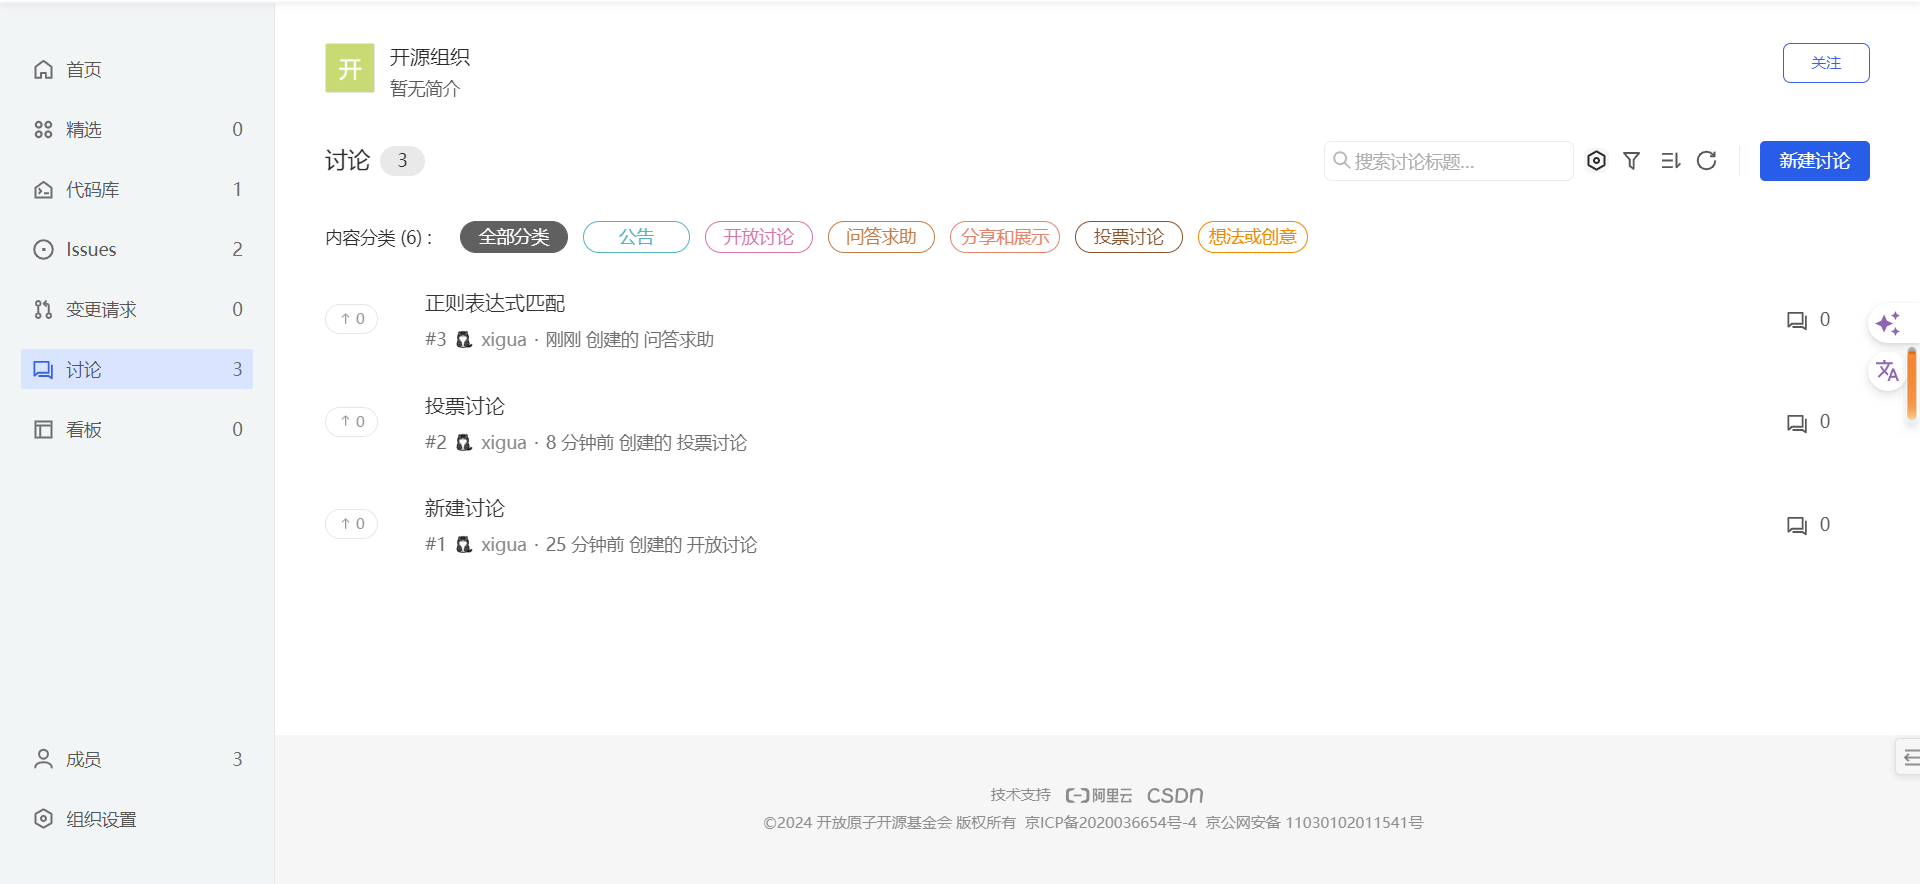 首页
精选 0
代码库 1
Issues 2
变更请求 0
讨论 3
看板 0
成员 3
组织设置
开
开源组织
暂无简介
关注
讨论 3
搜索讨论标题...
新建讨论
内容分类 (6)： 全部分类 公告 开放讨论 问答求助 分享和展示 投票讨论 想法或创意
正则表达式匹配
↑ 0
#3 xigua · 刚刚 创建的 问答求助
0
投票讨论
↑ 0
#2 xigua · 8 分钟前 创建的 投票讨论
0
新建讨论
↑ 0
#1 xigua · 25 分钟前 创建的 开放讨论
0
文A
技术支持 阿里云 CSDN
©2024 开放原子开源基金会 版权所有 京ICP备2020036654号-4 京公网安备 11030102011541号